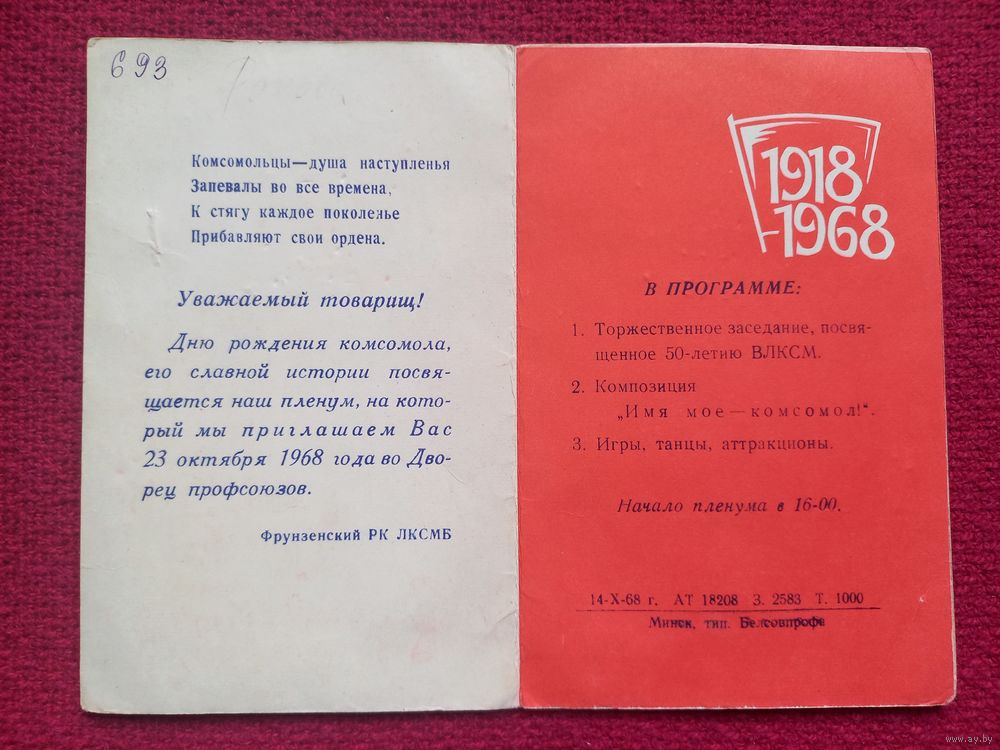 693
Комсомольцы—душа наступленья
Запевалы во все времена,
К стягу каждое поколенье
Прибавляют свои ордена.
Уважаемый товарищ!
Дню рождения комсомола,
его славной истории посвя-
щается наш пленум, на кото-
рый мы приглашаем Вас
23 октября 1968 года во Дво-
рец профсоюзов.
Фрунзенский РК ЛКСМБ
1918
-1968
В ПРОГРАММЕ:
1. Торжественное заседание, посвя-
щенное 50-летию ВЛКСМ.
2. Композиция
„Имя мое—комсомол!“.
3. Игры, танцы, аттракционы.
Начало пленума в 16-00.
14-X-68 г. АТ 18208 З. 2583 Т. 1000
Минск, тип. Белсовпрофа
www.ay.by